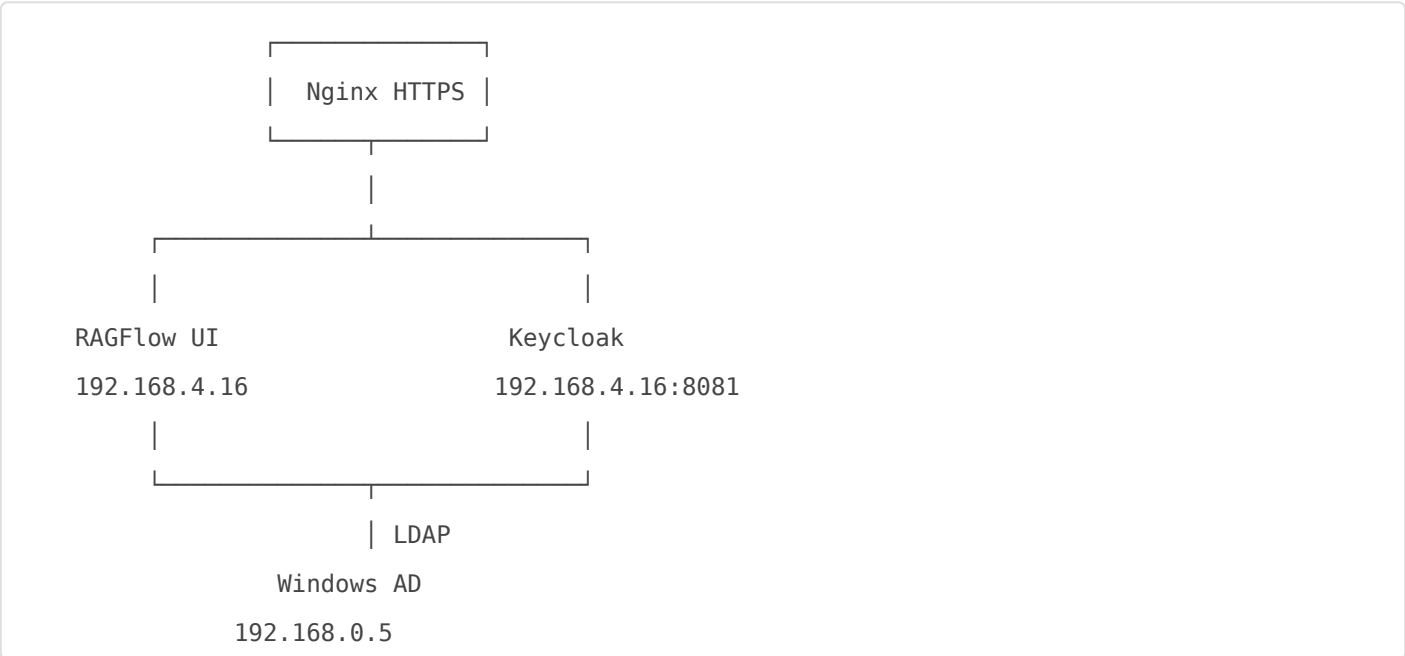 Nginx HTTPS
RAGFlow UI Keycloak
192.168.4.16 192.168.4.16:8081
LDAP
Windows AD
192.168.0.5